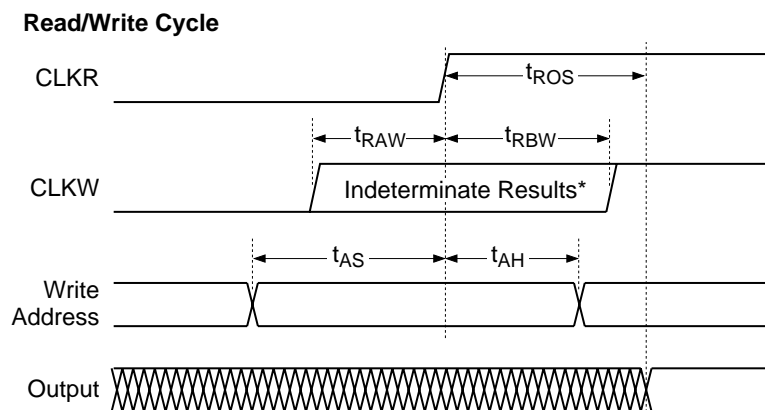 Read/Write Cycle
CLKR
tROS
tRAW
tRBW
CLKW
Indeterminate Results*
tAS
tAH
Write
Address
Output